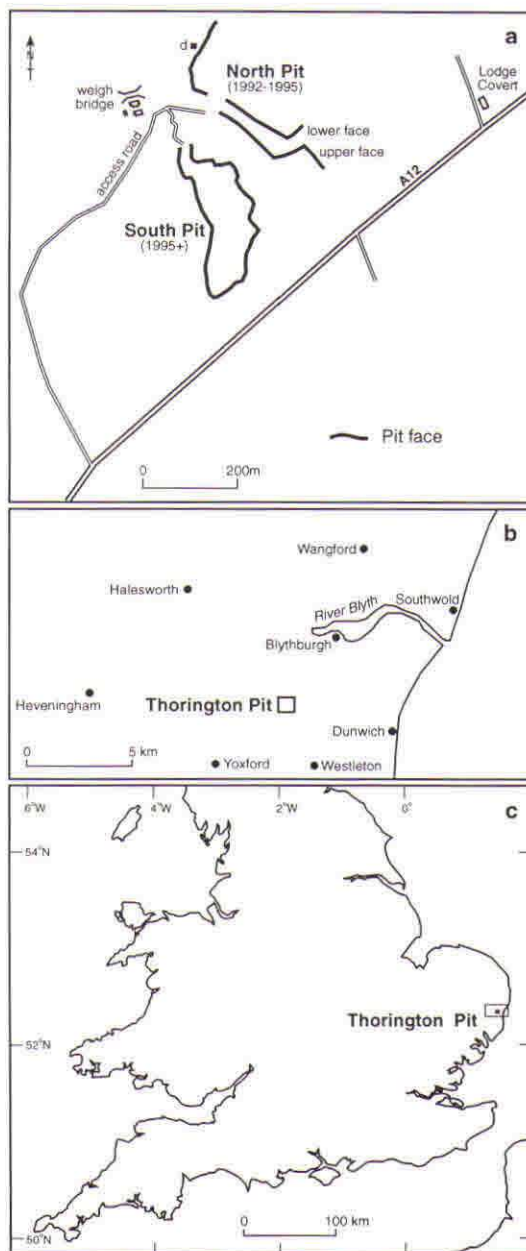 a
N
d
North Pit
(1992-1995)
weigh
bridge
Lodge
Covert
lower face
upper face
access road
A12
South Pit
(1995+)
Pit face
0 200m
b
Wangford
Halesworth
River Blyth
Southwold
Blythburgh
Heveningham
Thorington Pit
Dunwich
0 5 km
Yoxford
Westleton
c
6°W 4°W 2°W 0°
54°N
Thorington Pit
52°N
50°N
0 100 km